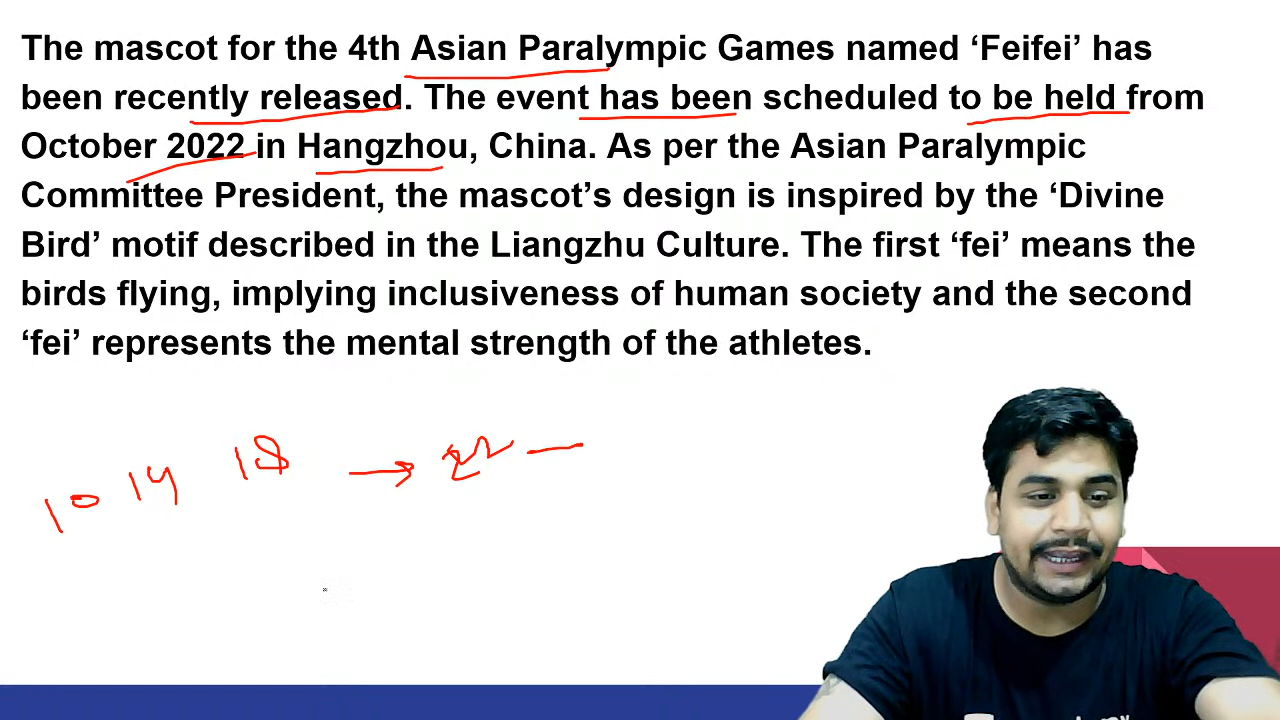 The mascot for the 4th Asian Paralympic Games named ‘Feifei’ has
been recently released. The event has been scheduled to be held from
October 2022 in Hangzhou, China. As per the Asian Paralympic
Committee President, the mascot’s design is inspired by the ‘Divine
Bird’ motif described in the Liangzhu Culture. The first ‘fei’ means the
birds flying, implying inclusiveness of human society and the second
‘fei’ represents the mental strength of the athletes.
10 14 18 → 22 —